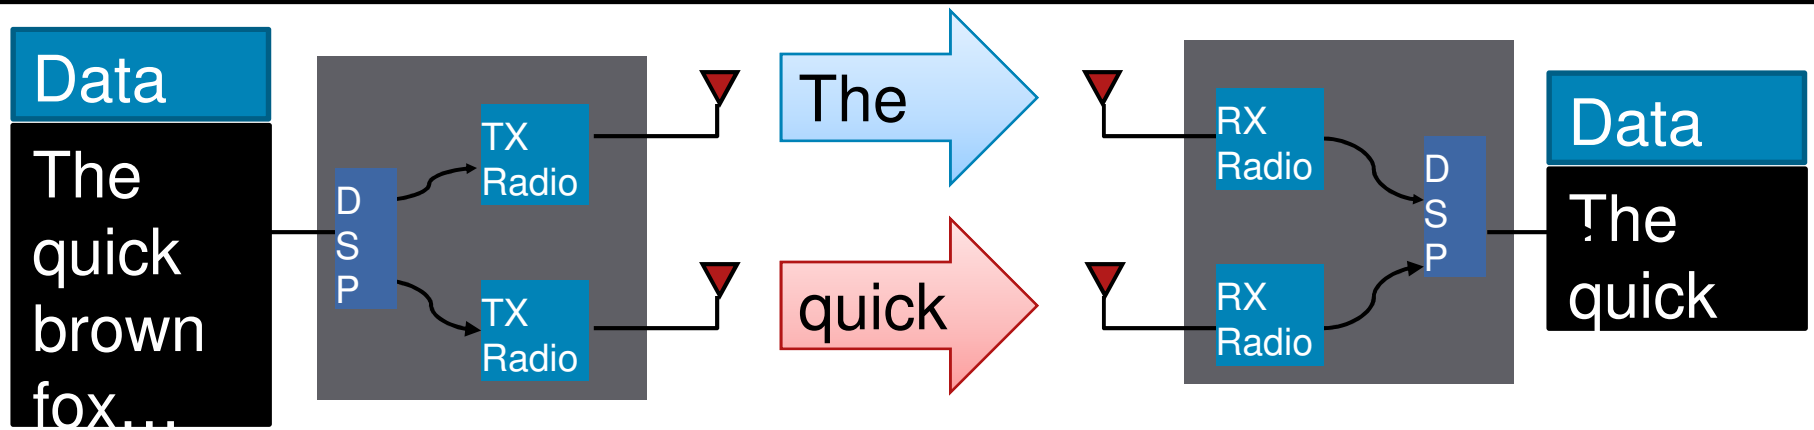 Data
The
quick
brown
fox...
D
S
P
TX
Radio
TX
Radio
The
quick
RX
Radio
RX
Radio
D
S
P
Data
The
quick